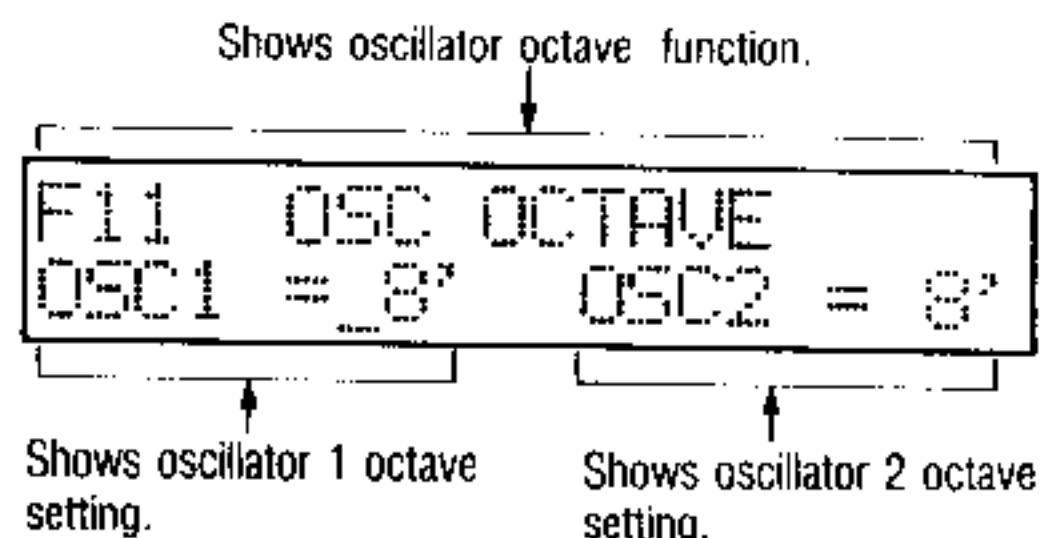 Shows oscillator octave function.
F11 OSC OCTAVE
OSC1 =_8' OSC2 = 8'
Shows oscillator 1 octave
setting.
Shows oscillator 2 octave
setting.